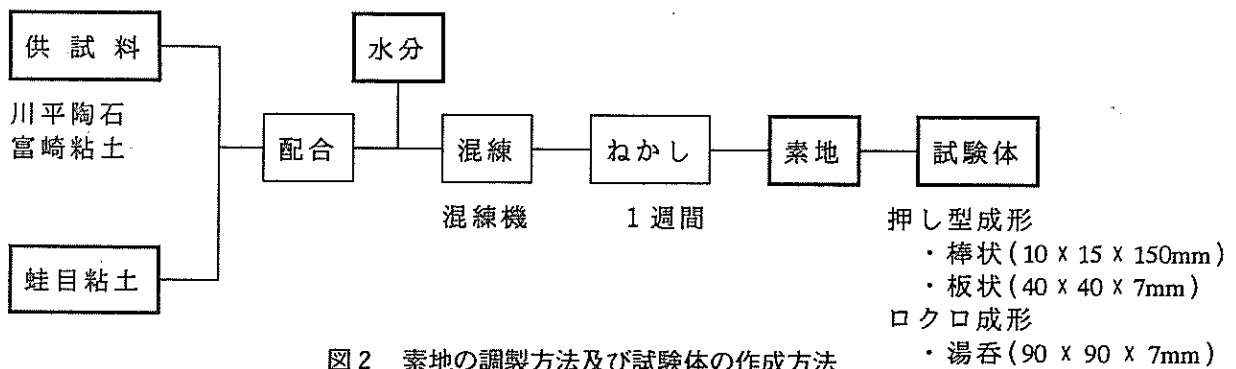 供試料
川平陶石
富崎粘土
蛙目粘土
配合
水分
混練
混練機
ねかし
1週間
素地
試験体
押し型成形
・棒状(10 x 15 x 150mm)
・板状(40 x 40 x 7mm)
ロクロ成形
・湯呑(90 x 90 x 7mm)
図2 素地の調製方法及び試験体の作成方法